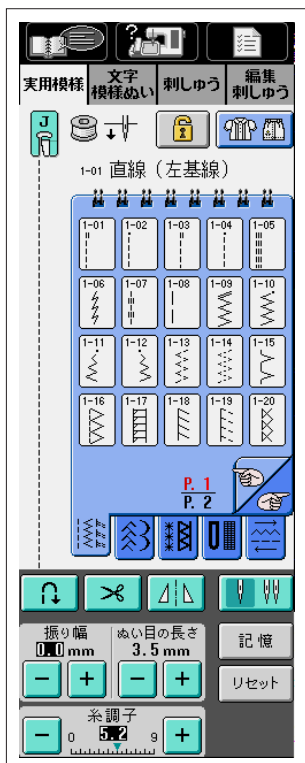 実用模様
文字
模様ぬい
刺しゅう
編集
刺しゅう
J
1-01 直線（左基線）
1-01 1-02 1-03 1-04 1-05
1-06 1-07 1-08 1-09 1-10
1-11 1-12 1-13 1-14 1-15
1-16 1-17 1-18 1-19 1-20
P. 1
P. 2
振り幅
0.0 mm
ぬい目の長さ
3.5 mm
記憶
リセット
糸調子
0 5.2 9